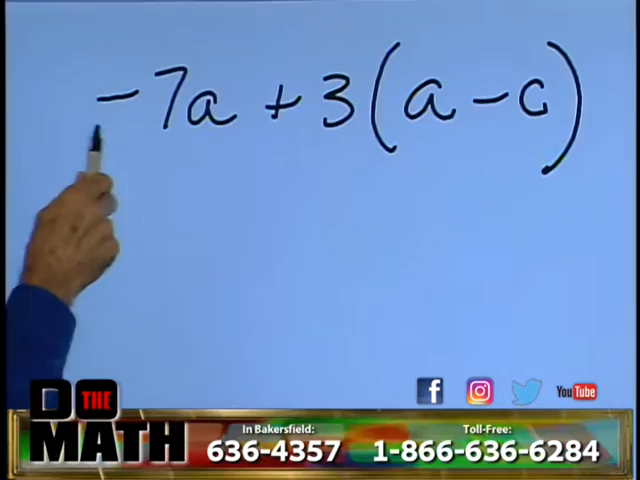 -7a + 3(a - c)
DO THE MATH
In Bakersfield: Toll-Free:
636-4357 1-866-636-6284
f YouTube